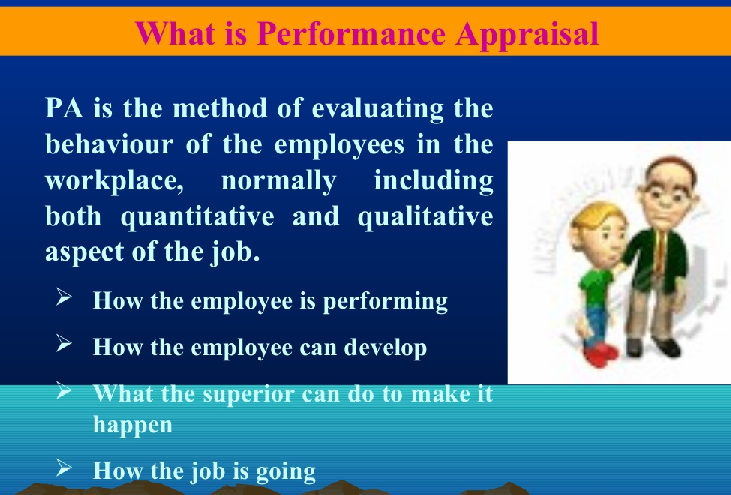 What is Performance Appraisal
PA is the method of evaluating the
behaviour of the employees in the
workplace, normally including
both quantitative and qualitative
aspect of the job.
How the employee is performing
How the employee can develop
What the superior can do to make it
happen
How the job is going